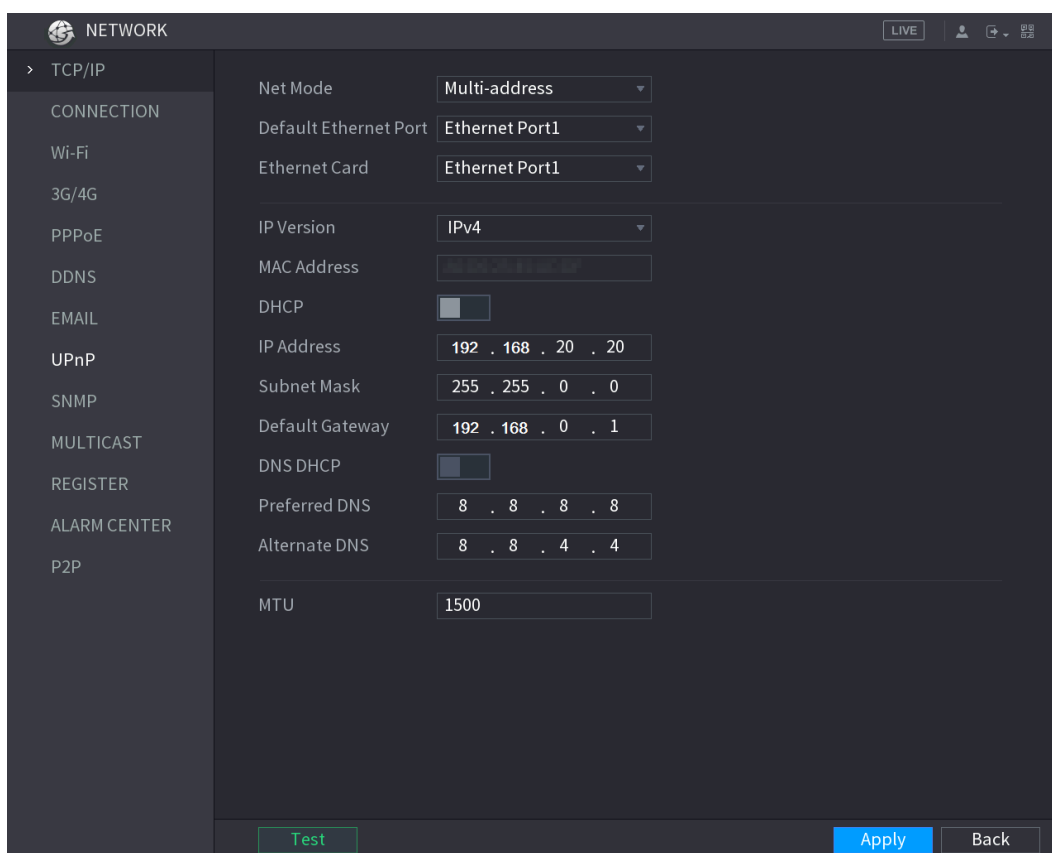 NETWORK
LIVE
> TCP/IP
CONNECTION
Wi-Fi
3G/4G
PPPoE
DDNS
EMAIL
UPnP
SNMP
MULTICAST
REGISTER
ALARM CENTER
P2P
Net Mode Multi-address
Default Ethernet Port Ethernet Port1
Ethernet Card Ethernet Port1
IP Version IPv4
MAC Address
DHCP
IP Address 192 . 168 . 20 . 20
Subnet Mask 255 . 255 . 0 . 0
Default Gateway 192 . 168 . 0 . 1
DNS DHCP
Preferred DNS 8 . 8 . 8 . 8
Alternate DNS 8 . 8 . 4 . 4
MTU 1500
Test
Apply
Back